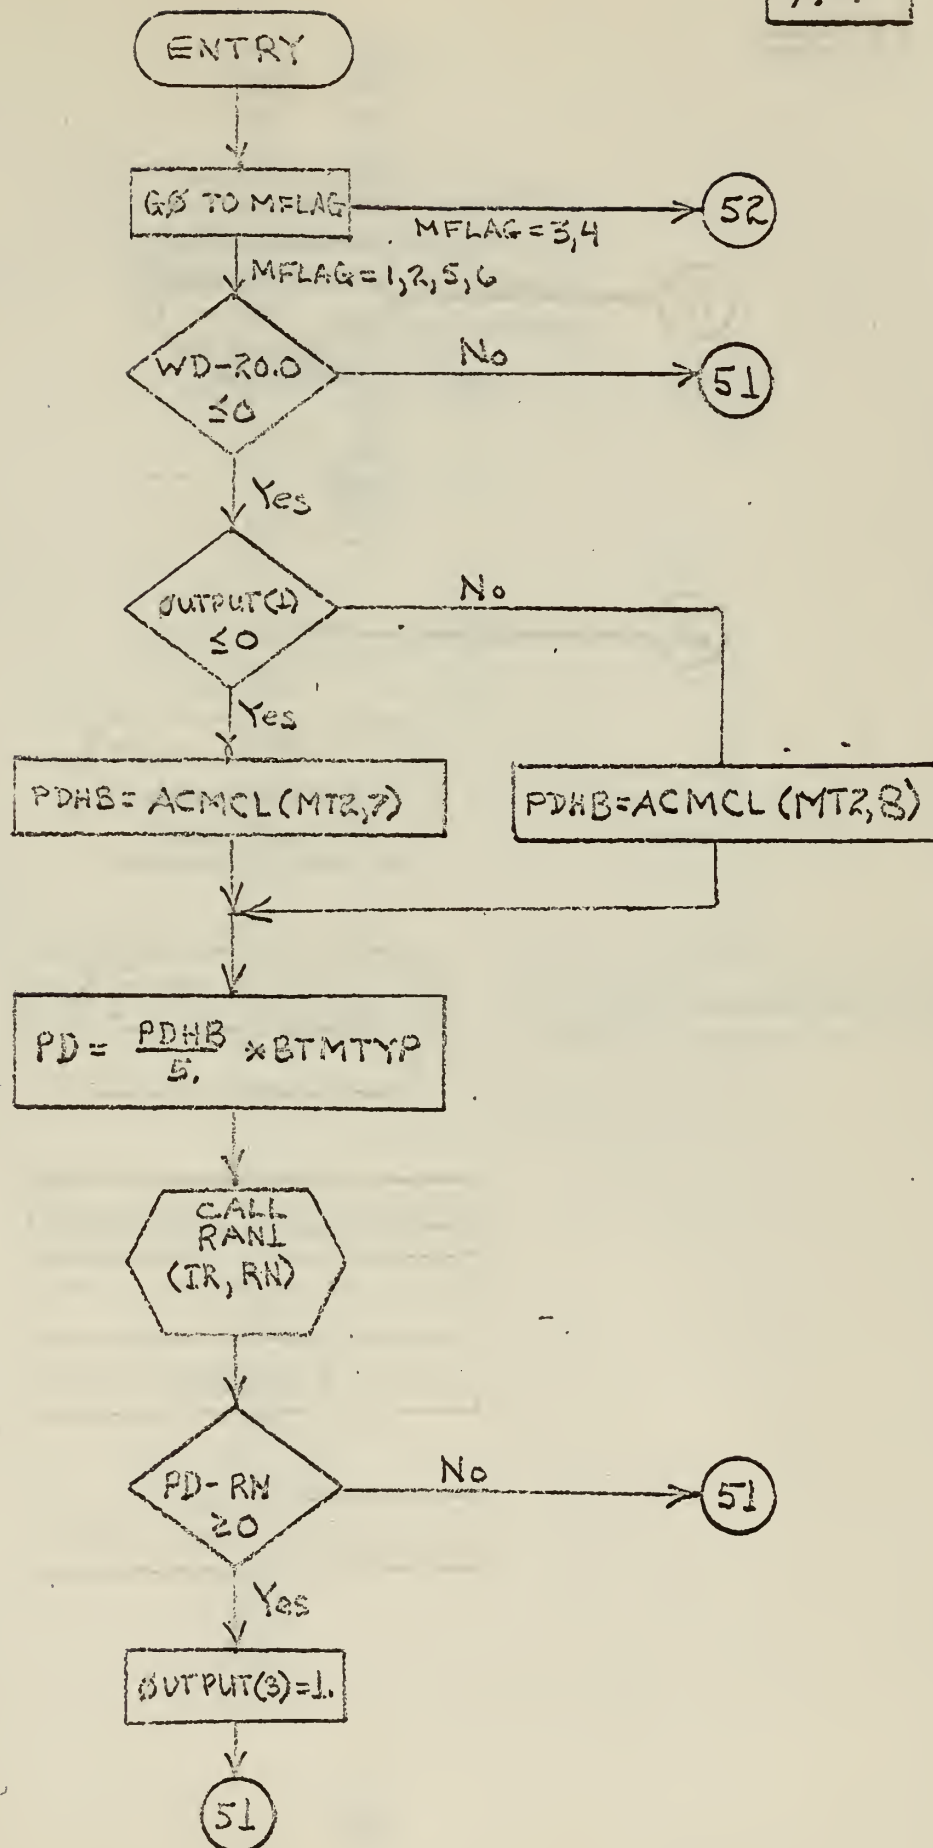 ENTRY
GØ TO MFLAG
52
MFLAG=3,4
MFLAG=1,2,5,6
WD-20.0
≤0
No
51
Yes
ØUTPUT(1)
≤0
No
Yes
PDHB=ACMCL(MT2,7)
PDHB=ACMCL(MT2,8)
PD= PDHB/5. *BTMTYP
CALL
RAN1
(IR, RN)
PD-RN
≥0
No
51
Yes
ØUTPUT(3)=1.
51